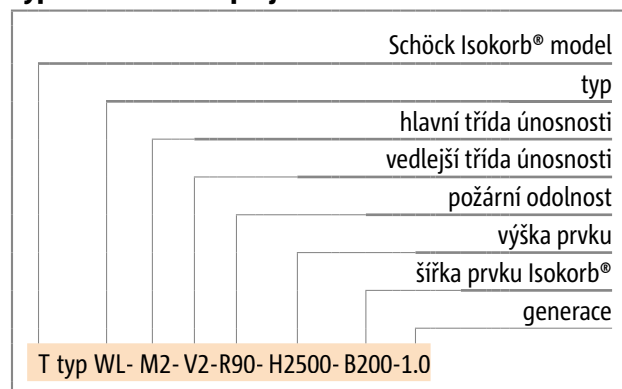 Schöck Isokorb® model
typ
hlavní třída únosnosti
vedlejší třída únosnosti
požární odolnost
výška prvku
šířka prvku Isokorb®
generace
T typ WL- M2- V2-R90- H2500- B200-1.0